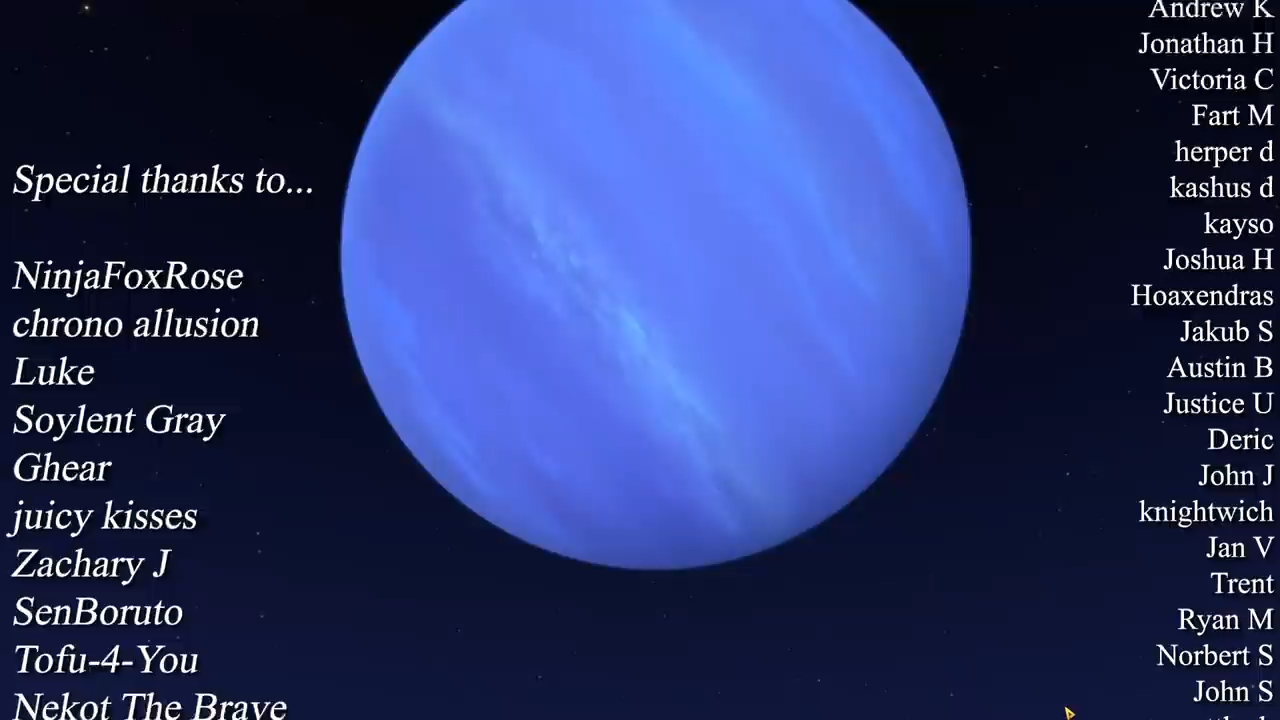 Special thanks to...
NinjaFoxRose
chrono allusion
Luke
Soylent Gray
Ghear
juicy kisses
Zachary J
SenBoruto
Tofu-4-You
Nekot The Brave
Andrew K
Jonathan H
Victoria C
Fart M
herper d
kashus d
kayso
Joshua H
Hoaxendras
Jakub S
Austin B
Justice U
Deric
John J
knightwich
Jan V
Trent
Ryan M
Norbert S
John S